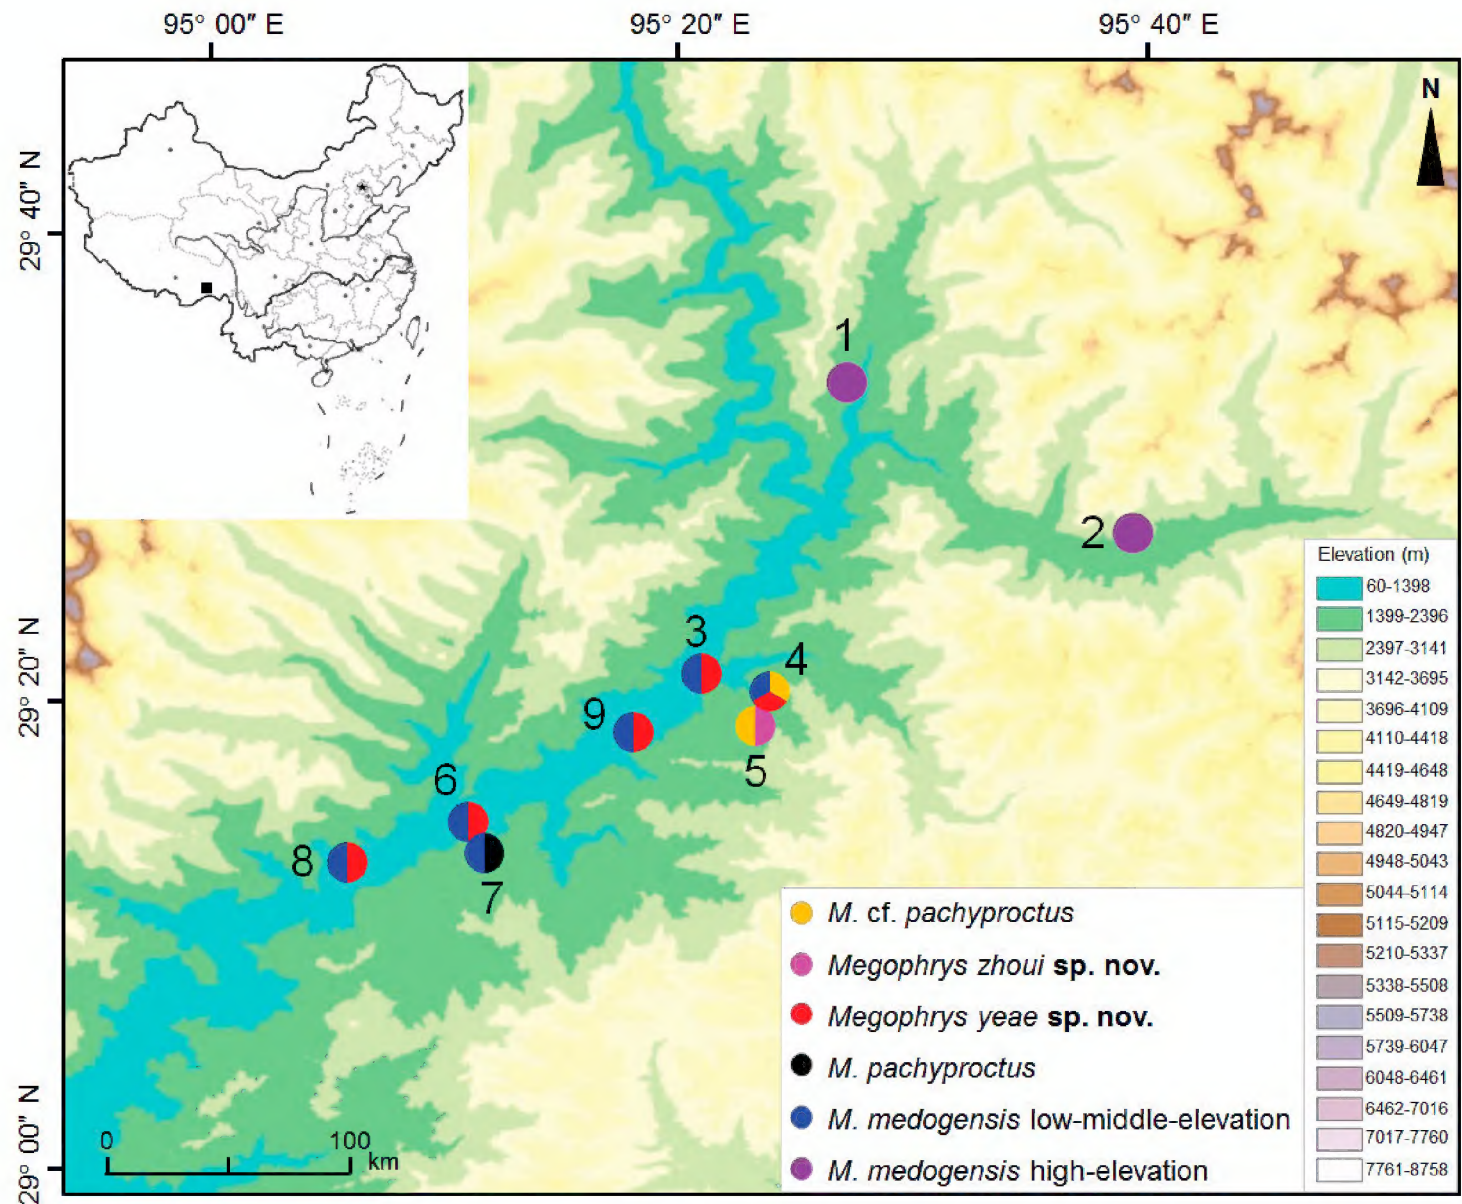 95° 00″ E
95° 20″ E
95° 40″ E
29° 40″ N
29° 20″ N
29° 00″ N
N
1
2
3
4
9
5
6
8
7
M. cf. pachyproctus
Megophrys zhoui sp. nov.
Megophrys yeae sp. nov.
M. pachyproctus
M. medogensis low-middle-elevation
M. medogensis high-elevation
0 100
km
Elevation (m)
60-1398
1399-2396
2397-3141
3142-3695
3696-4109
4110-4418
4419-4648
4649-4819
4820-4947
4948-5043
5044-5114
5115-5209
5210-5337
5338-5508
5509-5738
5739-6047
6048-6461
6462-7016
7017-7760
7761-8758